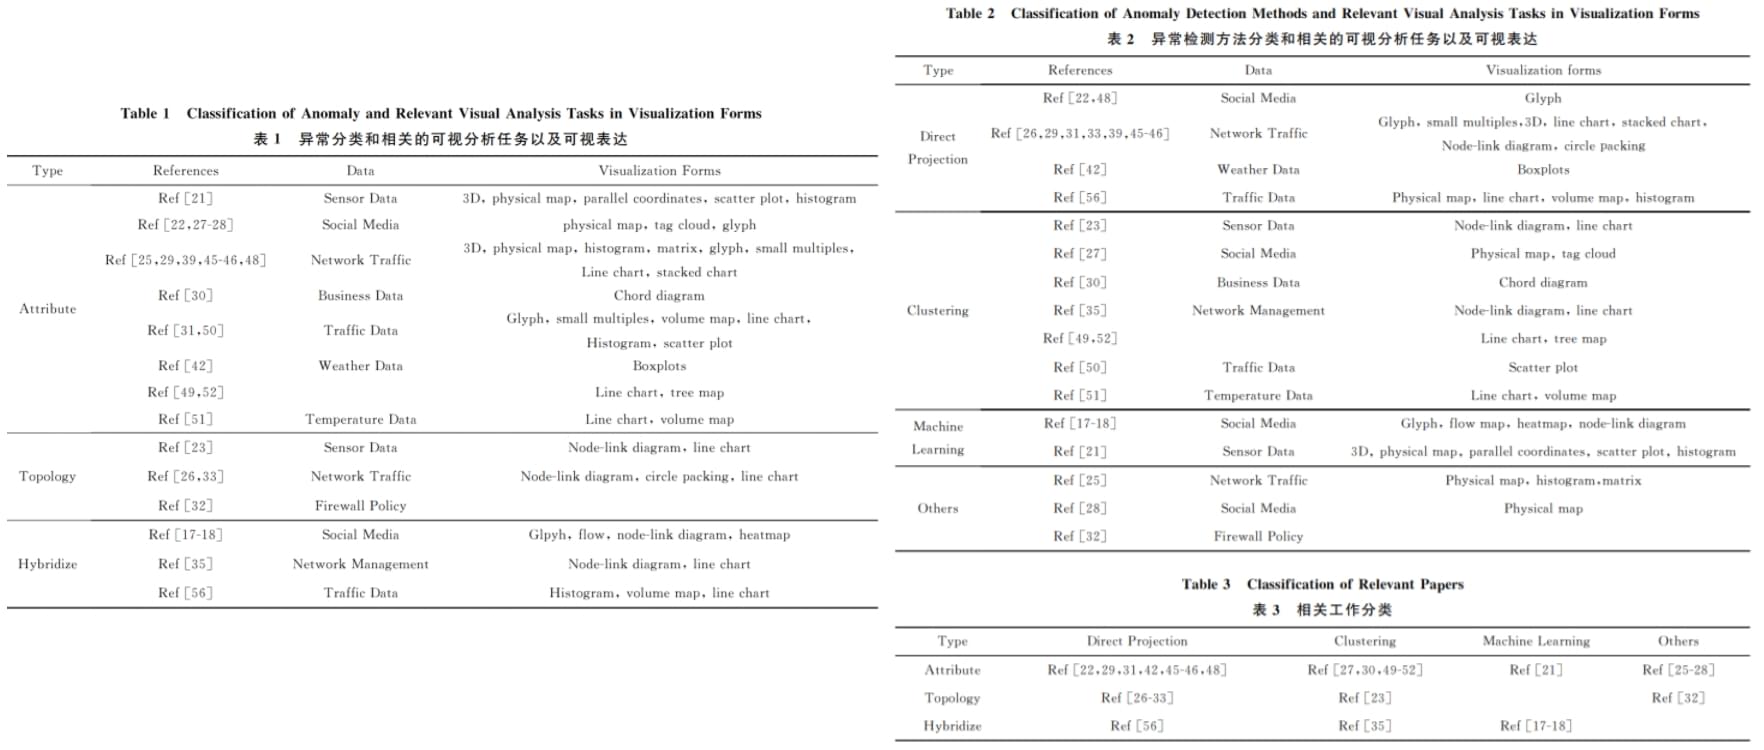 Table 1 Classification of Anomaly and Relevant Visual Analysis Tasks in Visualization Forms
表 1 异常分类和相关的可视分析任务以及可视表达
Type References Data Visualization Forms
Ref [21] Sensor Data 3D, physical map, parallel coordinates, scatter plot, histogram
Ref [22,27-28] Social Media physical map, tag cloud, glyph
Ref [25,29,39,45-46,48] Network Traffic 3D, physical map, histogram, matrix, glyph, small multiples,
Line chart, stacked chart
Ref [30] Business Data Chord diagram
Attribute
Ref [31,50] Traffic Data Glyph, small multiples, volume map, line chart,
Histogram, scatter plot
Ref [42] Weather Data Boxplots
Ref [49,52] Line chart, tree map
Ref [51] Temperature Data Line chart, volume map
Ref [23] Sensor Data Node-link diagram, line chart
Topology Ref [26,33] Network Traffic Node-link diagram, circle packing, line chart
Ref [32] Firewall Policy
Ref [17-18] Social Media Glpyh, flow, node-link diagram, heatmap
Hybridize Ref [35] Network Management Node-link diagram, line chart
Ref [56] Traffic Data Histogram, volume map, line chart
Table 2 Classification of Anomaly Detection Methods and Relevant Visual Analysis Tasks in Visualization Forms
表 2 异常检测方法分类和相关的可视分析任务以及可视表达
Type References Data Visualization forms
Ref [22,48] Social Media Glyph
Direct
Projection
Ref [26,29,31,33,39,45-46] Network Traffic Glyph, small multiples,3D, line chart, stacked chart,
Node-link diagram, circle packing
Ref [42] Weather Data Boxplots
Ref [56] Traffic Data Physical map, line chart, volume map, histogram
Ref [23] Sensor Data Node-link diagram, line chart
Ref [27] Social Media Physical map, tag cloud
Ref [30] Business Data Chord diagram
Clustering Ref [35] Network Management Node-link diagram, line chart
Ref [49,52] Line chart, tree map
Ref [50] Traffic Data Scatter plot
Ref [51] Temperature Data Line chart, volume map
Machine
Learning
Ref [17-18] Social Media Glyph, flow map, heatmap, node-link diagram
Ref [21] Sensor Data 3D, physical map, parallel coordinates, scatter plot, histogram
Ref [25] Network Traffic Physical map, histogram,matrix
Others Ref [28] Social Media Physical map
Ref [32] Firewall Policy
Table 3 Classification of Relevant Papers
表 3 相关工作分类
Type Direct Projection Clustering Machine Learning Others
Attribute Ref [22,29,31,42,45-46,48] Ref [27,30,49-52] Ref [21] Ref [25-28]
Topology Ref [26-33] Ref [23] Ref [32]
Hybridize Ref [56] Ref [35] Ref [17-18]